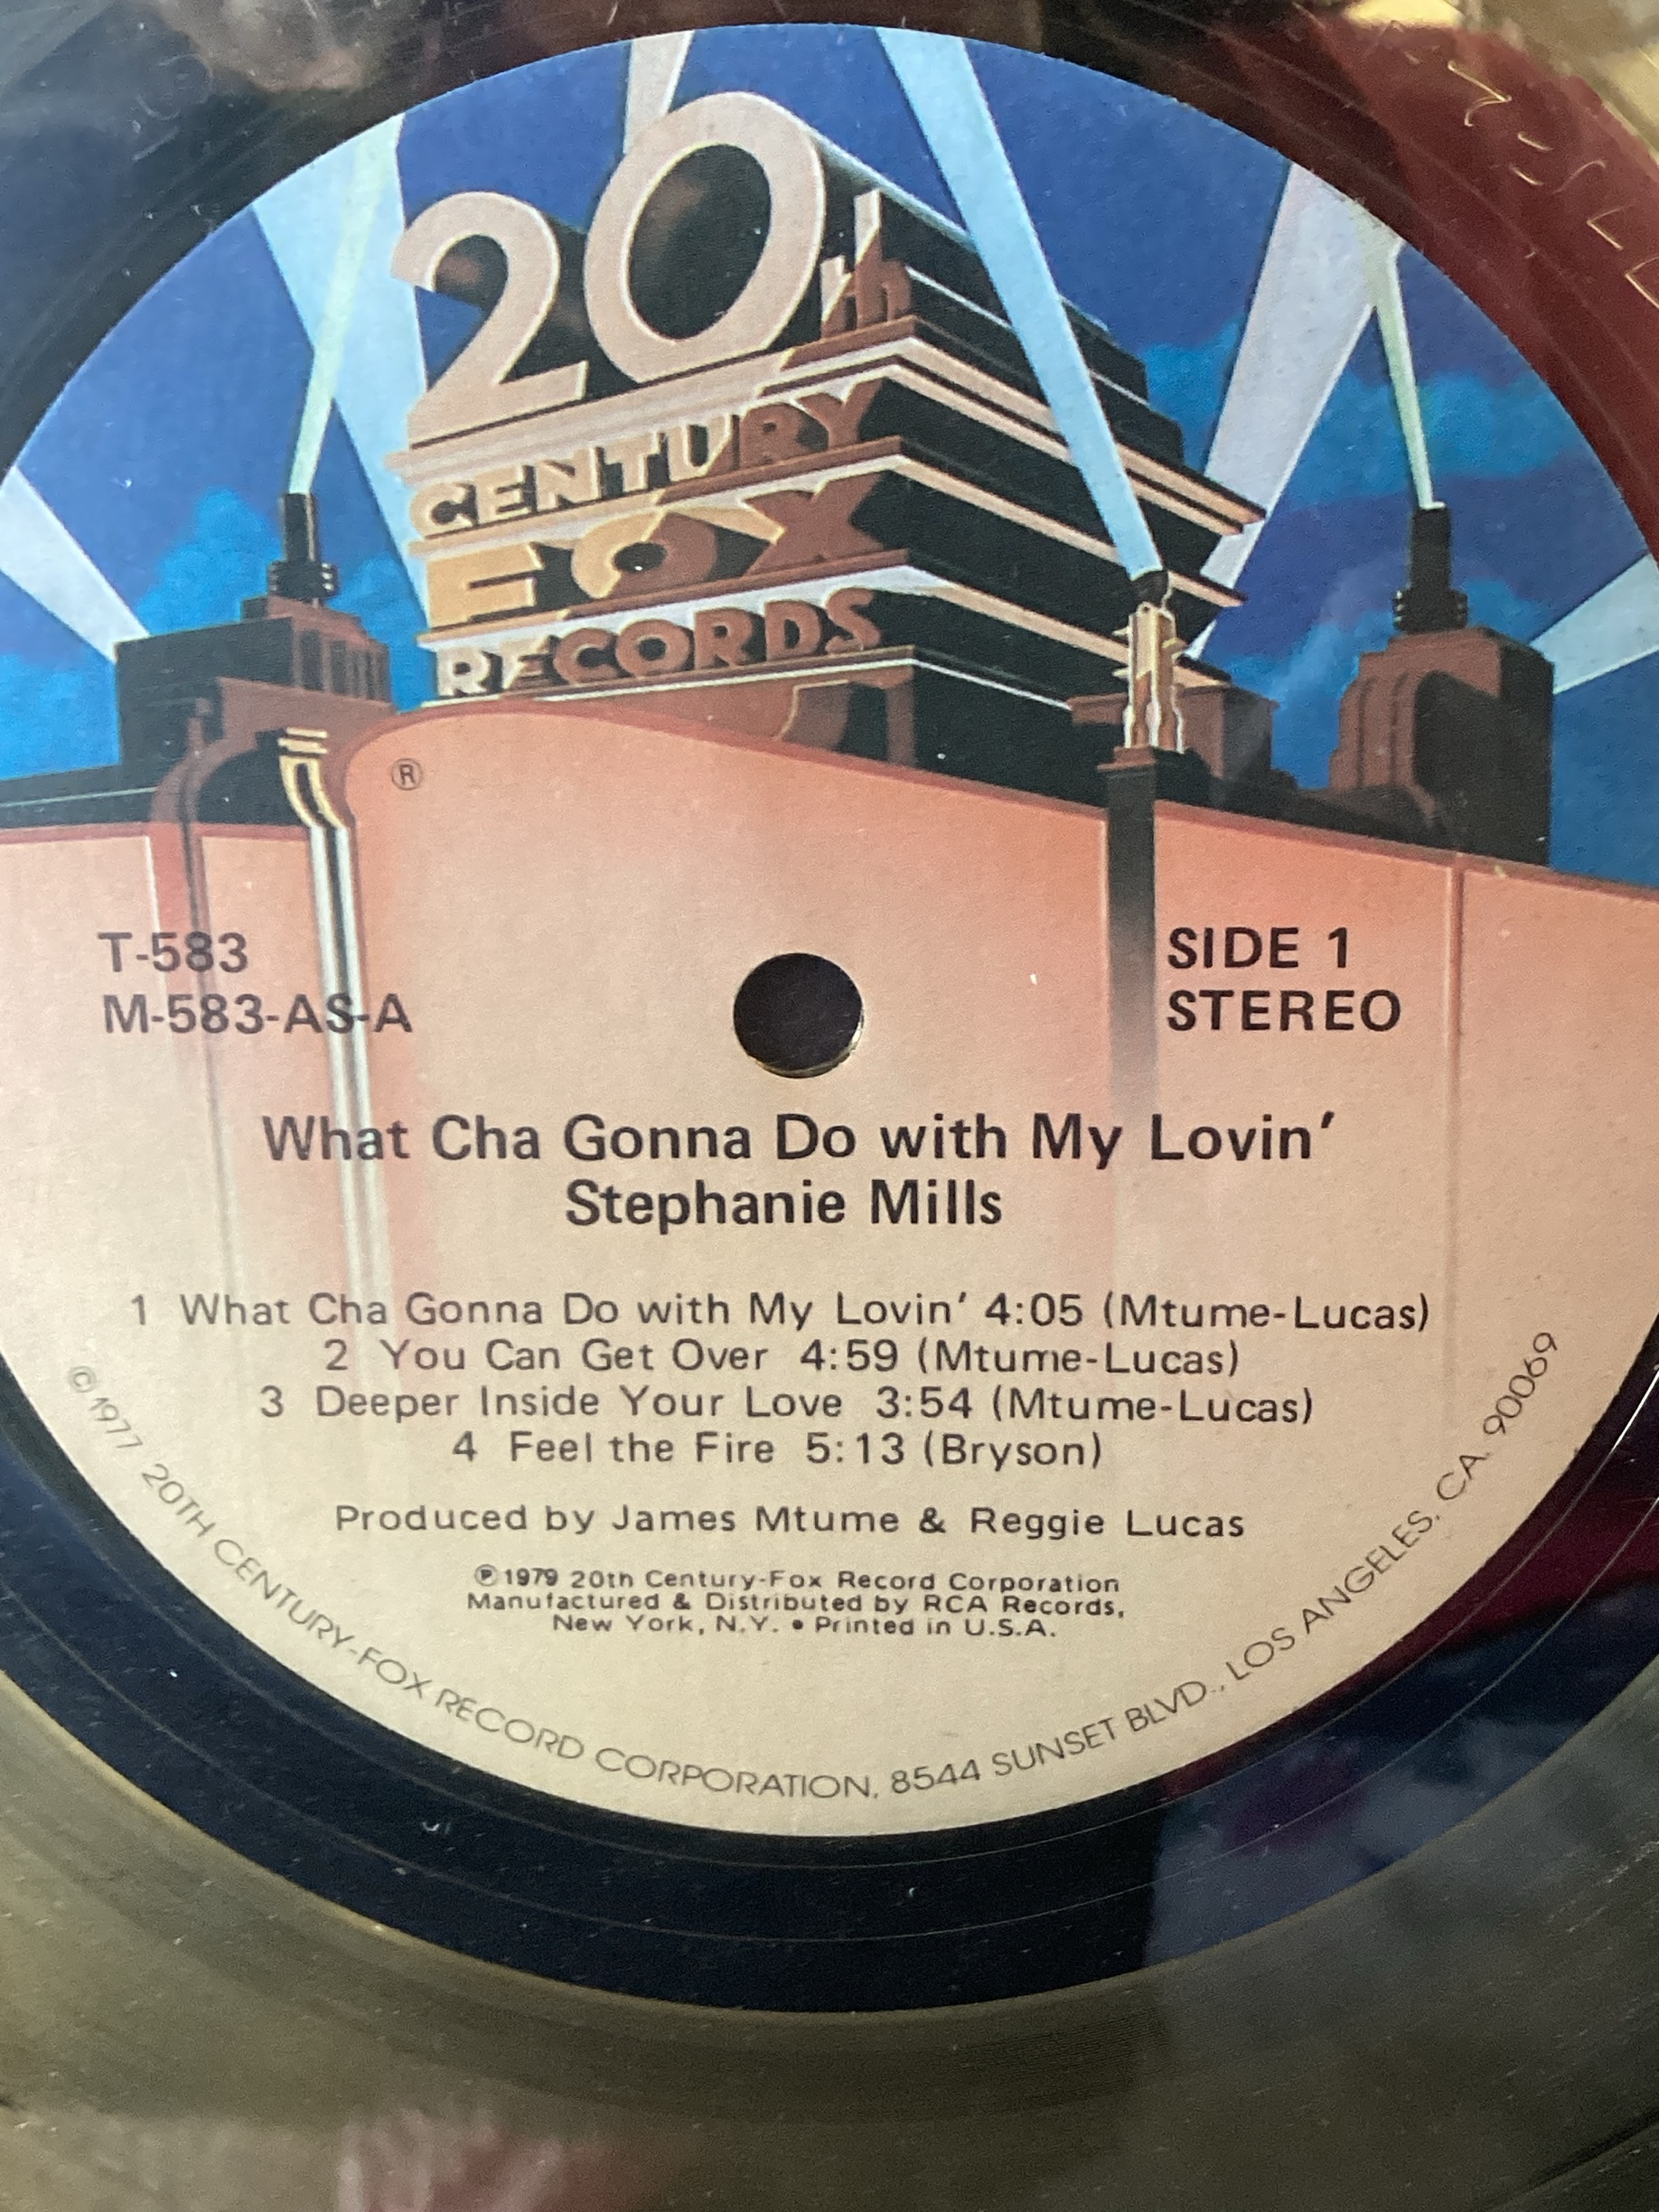 20th
CENTURY
FOX
RECORDS
®
T-583
M-583-AS-A
SIDE 1
STEREO
What Cha Gonna Do with My Lovin'
Stephanie Mills
1 What Cha Gonna Do with My Lovin' 4:05 (Mtume-Lucas)
2 You Can Get Over 4:59 (Mtume-Lucas)
3 Deeper Inside Your Love 3:54 (Mtume-Lucas)
4 Feel the Fire 5:13 (Bryson)
Produced by James Mtume & Reggie Lucas
℗1979 20th Century-Fox Record Corporation
Manufactured & Distributed by RCA Records,
New York, N.Y. • Printed in U.S.A.
©1977 20TH CENTURY-FOX RECORD CORPORATION, 8544 SUNSET BLVD., LOS ANGELES, CA. 90069